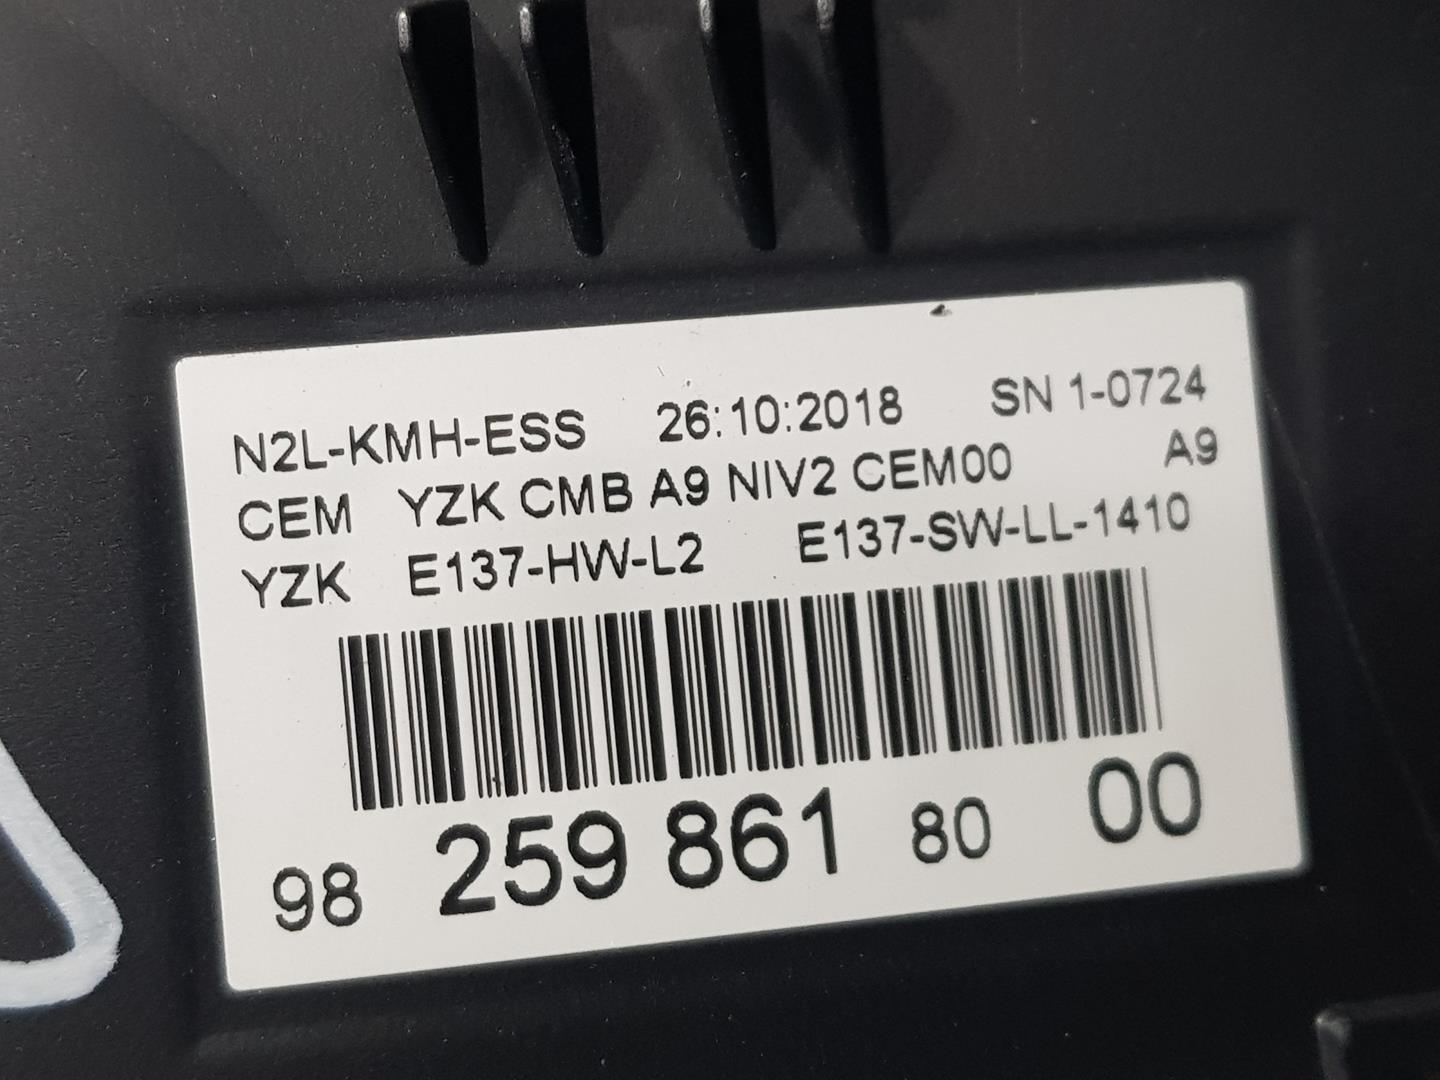 N2L-KMH-ESS 26:10:2018 SN 1-0724
CEM YZK CMB A9 NIV2 CEM00 A9
YZK E137-HW-L2 E137-SW-LL-1410
98 259 861 80 00